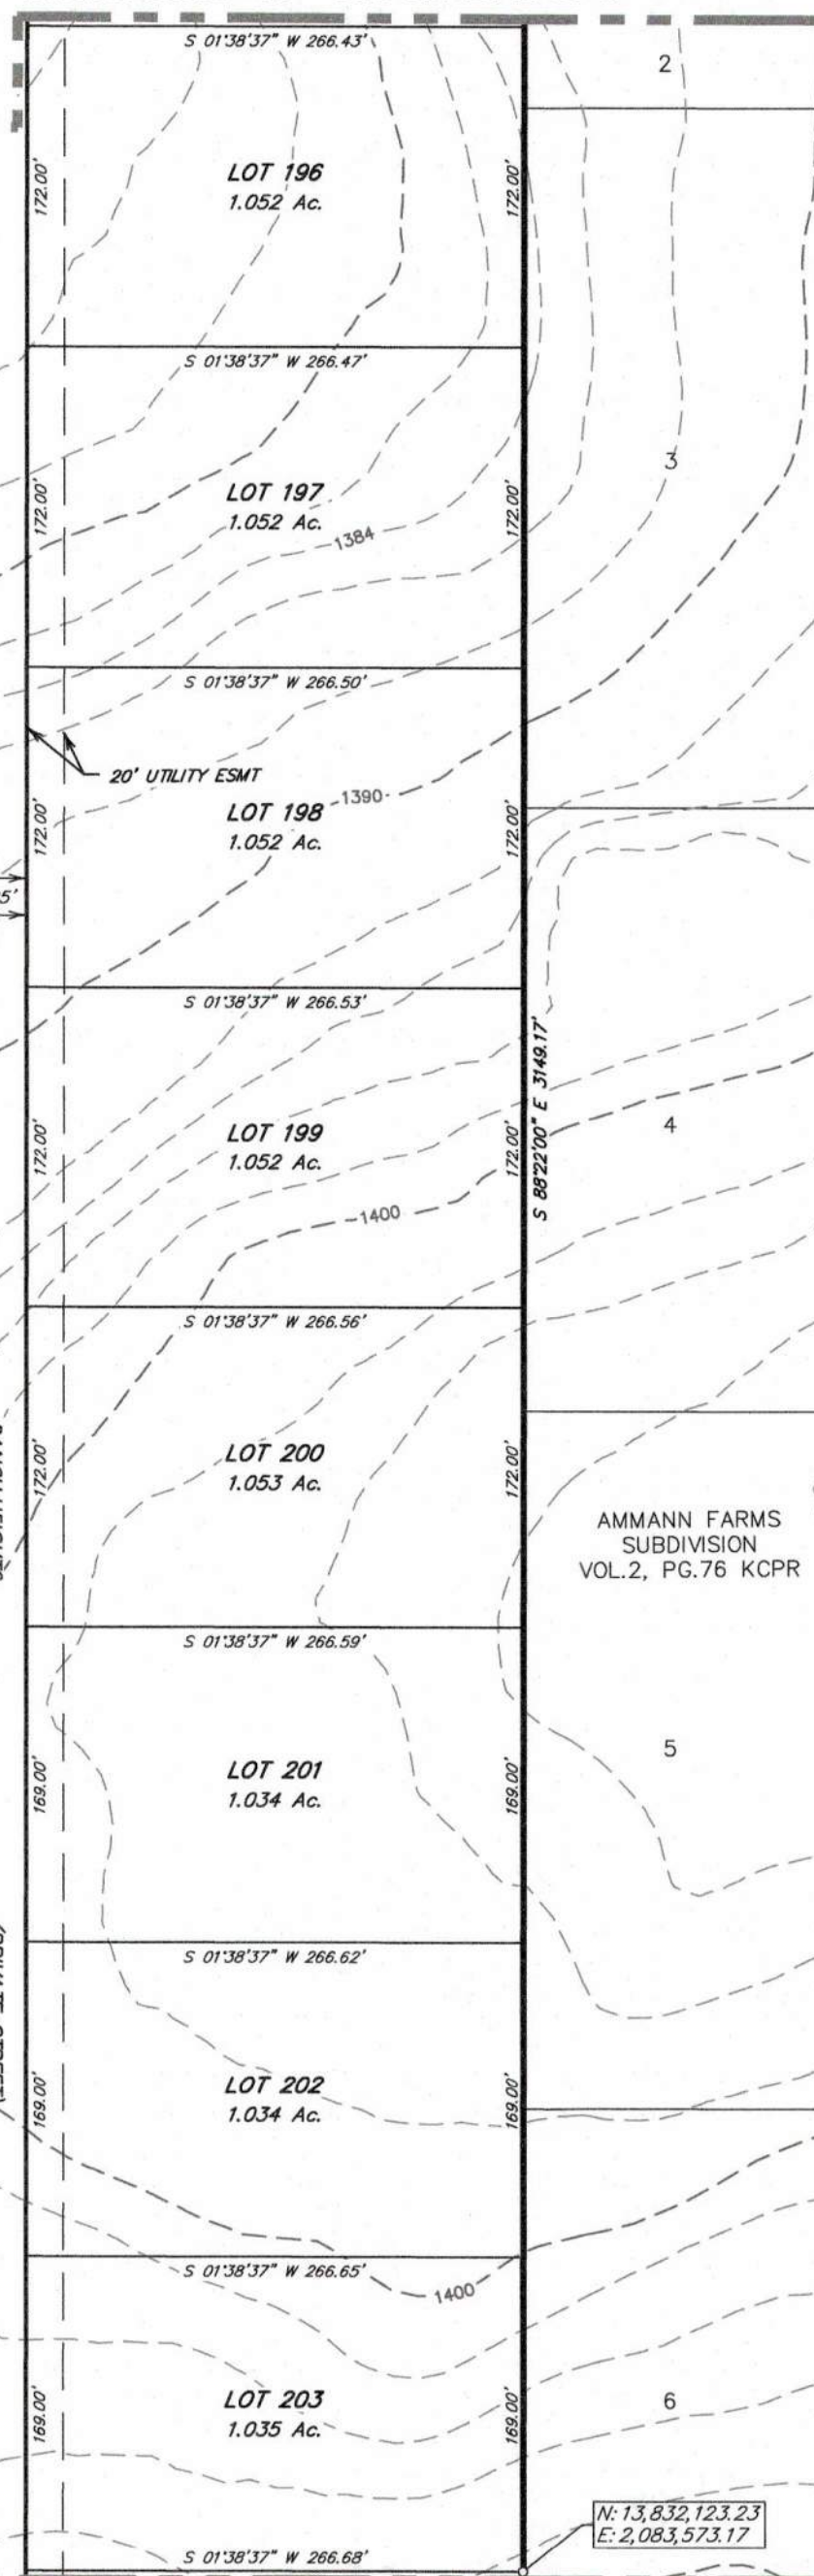 S 01°38'37" W 266.43'
2
LOT 196
1.052 Ac.
172.00'
172.00'
S 01°38'37" W 266.47'
3
LOT 197
1.052 Ac.
172.00'
172.00'
1384
S 01°38'37" W 266.50'
20' UTILITY ESMT
1390
LOT 198
1.052 Ac.
172.00'
172.00'
5'
S 01°38'37" W 266.53'
S 88°22'00" E 3149.17'
4
LOT 199
1.052 Ac.
172.00'
172.00'
1400
S 01°38'37" W 266.56'
LOT 200
1.053 Ac.
172.00'
172.00'
AMMANN FARMS
SUBDIVISION
VOL.2, PG.76 KCPR
S 01°38'37" W 266.59'
5
LOT 201
1.034 Ac.
169.00'
169.00'
S 01°38'37" W 266.62'
LOT 202
1.034 Ac.
169.00'
169.00'
S 01°38'37" W 266.65'
1400
LOT 203
1.035 Ac.
169.00'
169.00'
6
N: 13,832,123.23
E: 2,083,573.17
S 01°38'37" W 266.68'